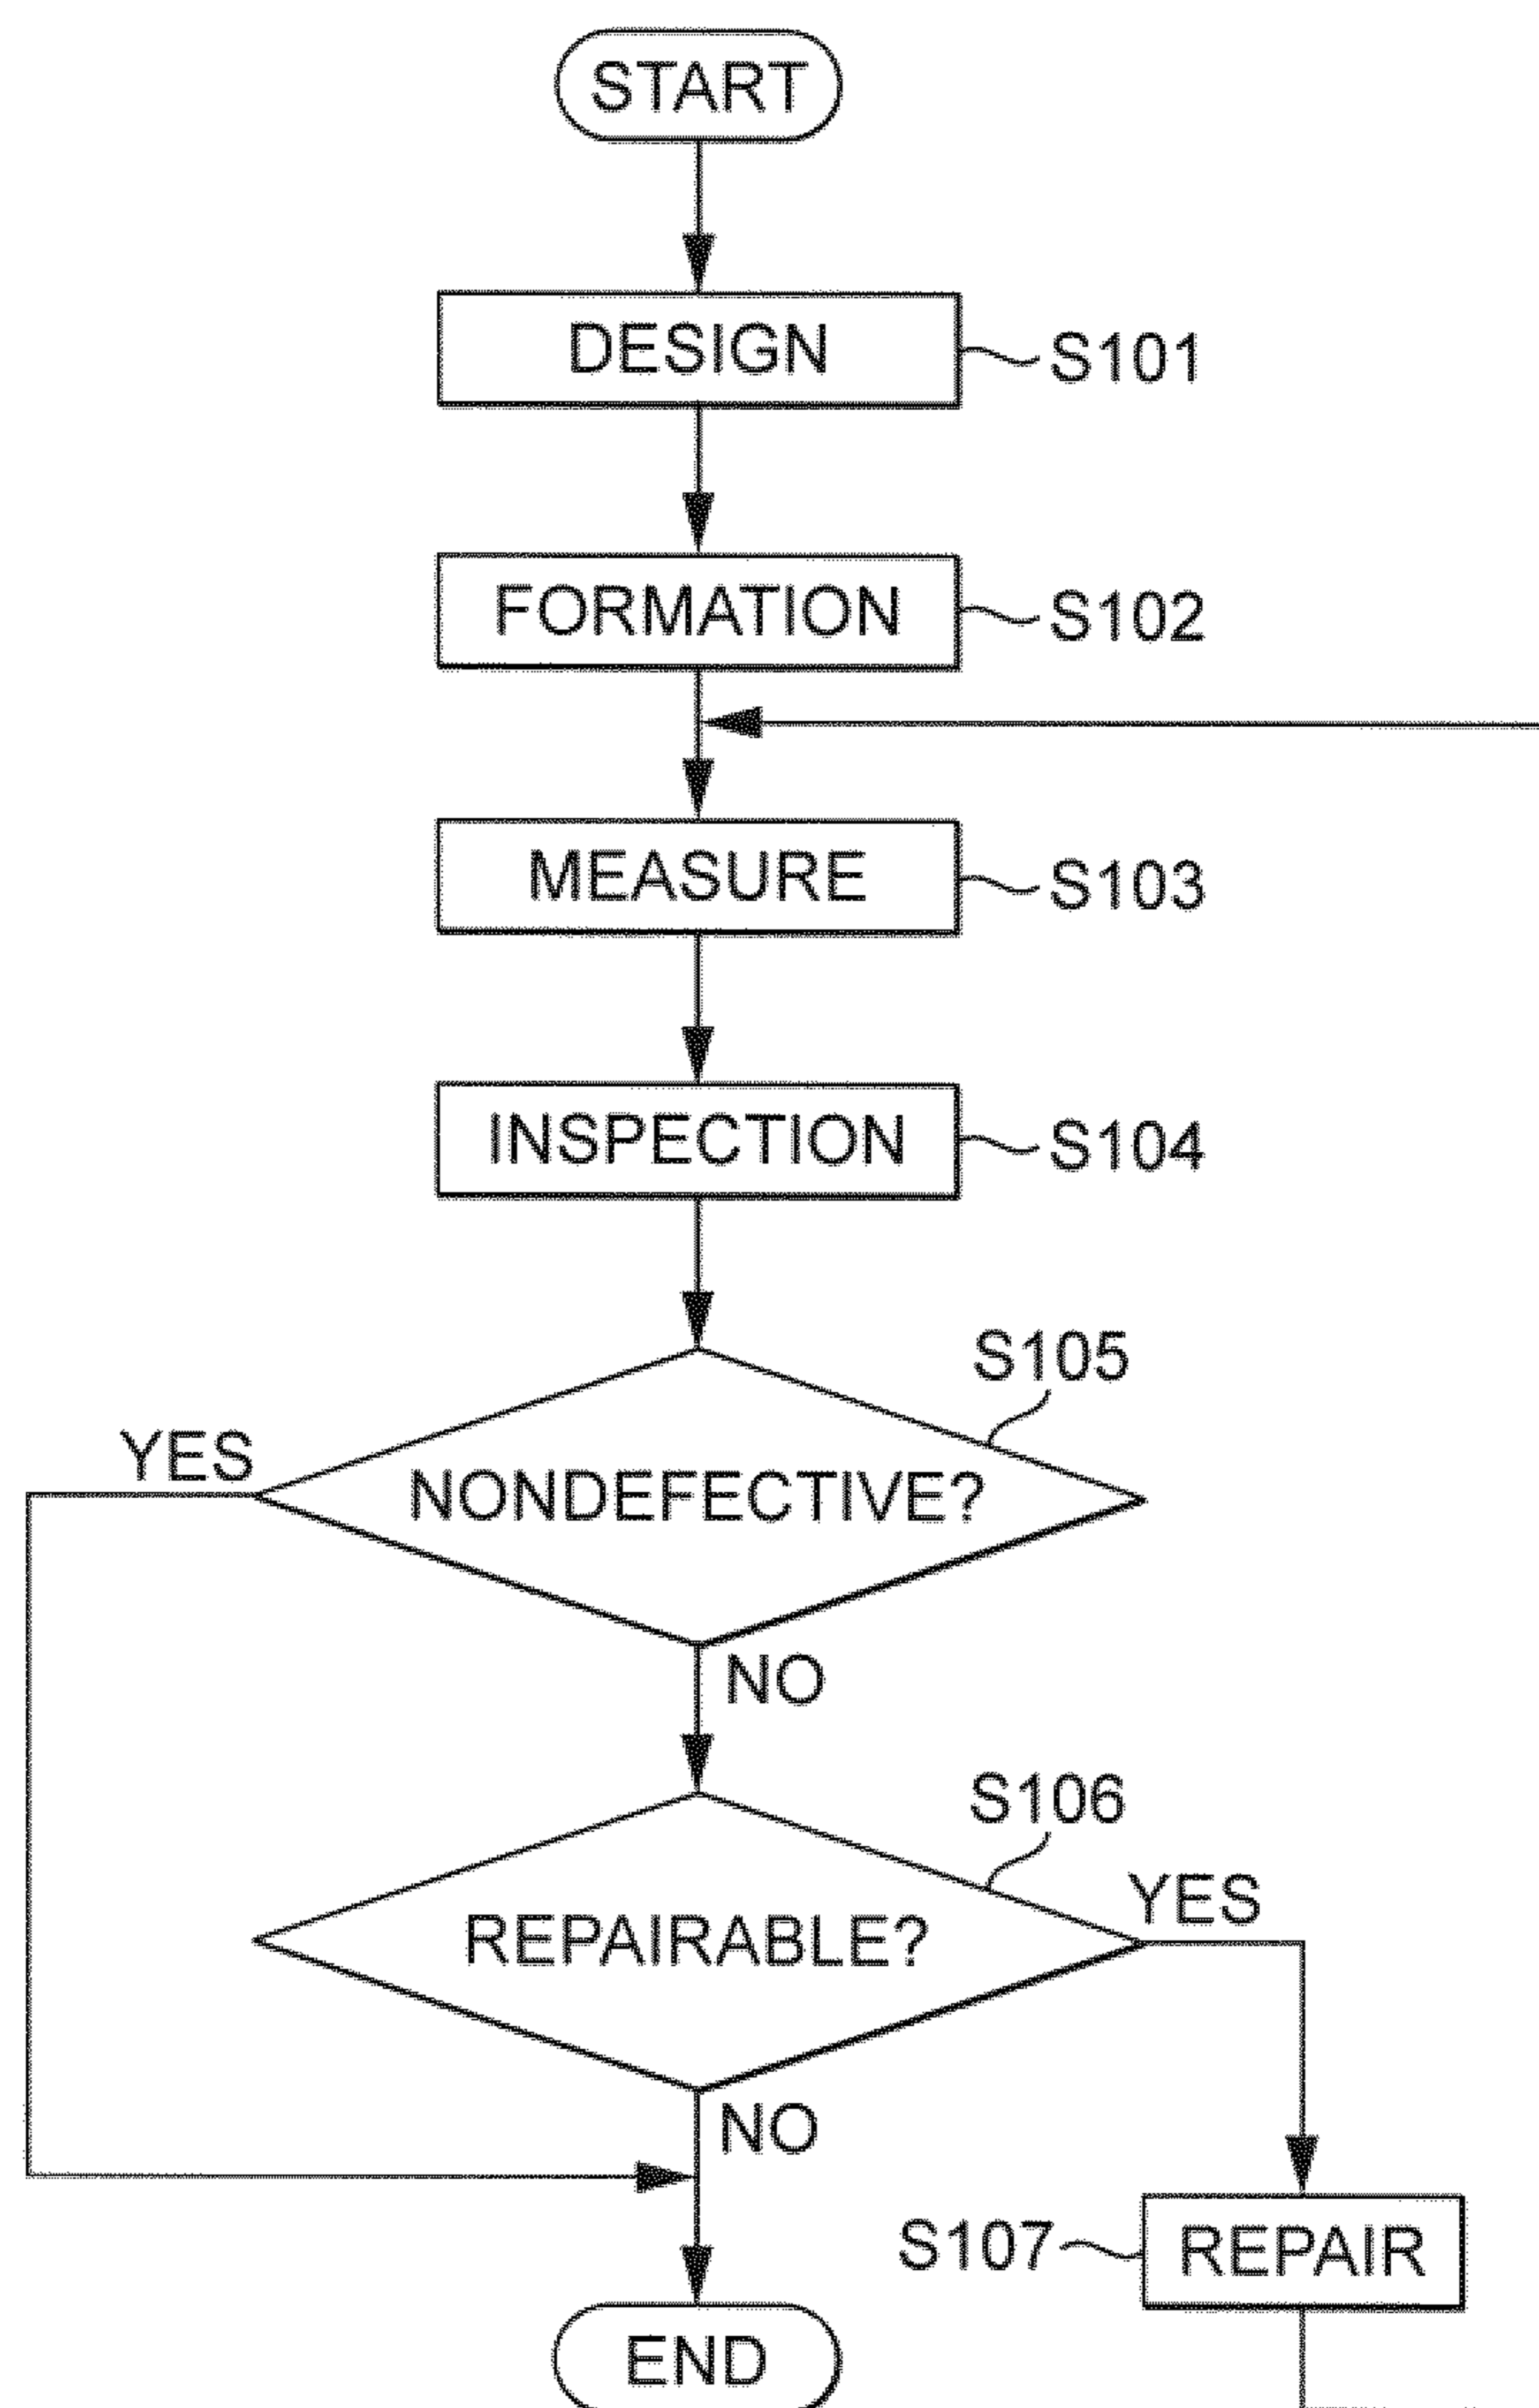 START
DESIGN S101
FORMATION S102
MEASURE S103
INSPECTION S104
S105
YES
NONDEFECTIVE?
NO
S106
YES
REPAIRABLE?
NO
S107 REPAIR
END